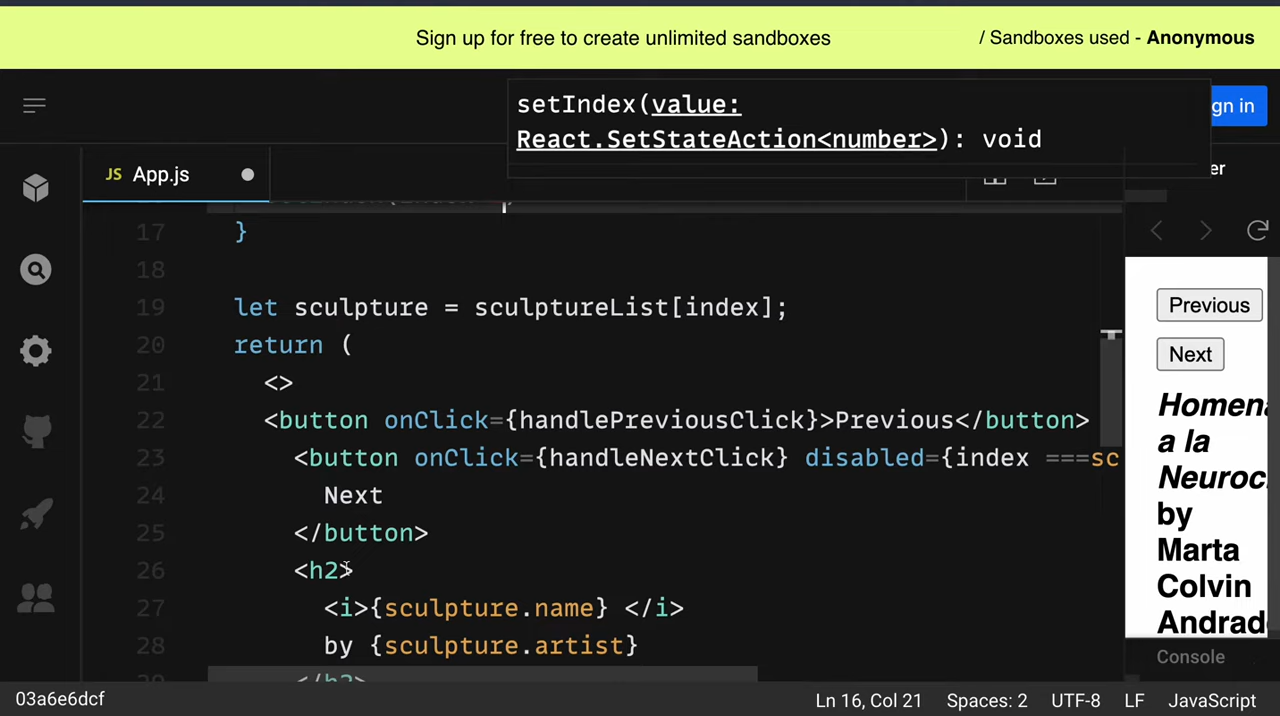 Sign up for free to create unlimited sandboxes
/ Sandboxes used - Anonymous
setIndex(value:
React.SetStateAction<number>): void
gn in
JS App.js
er
17 }
18
19 let sculpture = sculptureList[index];
20 return (
21 <>
22 <button onClick={handlePreviousClick}>Previous</button>
23 <button onClick={handleNextClick} disabled={index ===sc
24 Next
25 </button>
26 <h2>
27 <i>{sculpture.name} </i>
28 by {sculpture.artist}
Previous
Next
Homena
a la
Neuroc
by
Marta
Colvin
Andrad
Console
03a6e6dcf
Ln 16, Col 21
Spaces: 2
UTF-8
LF
JavaScript